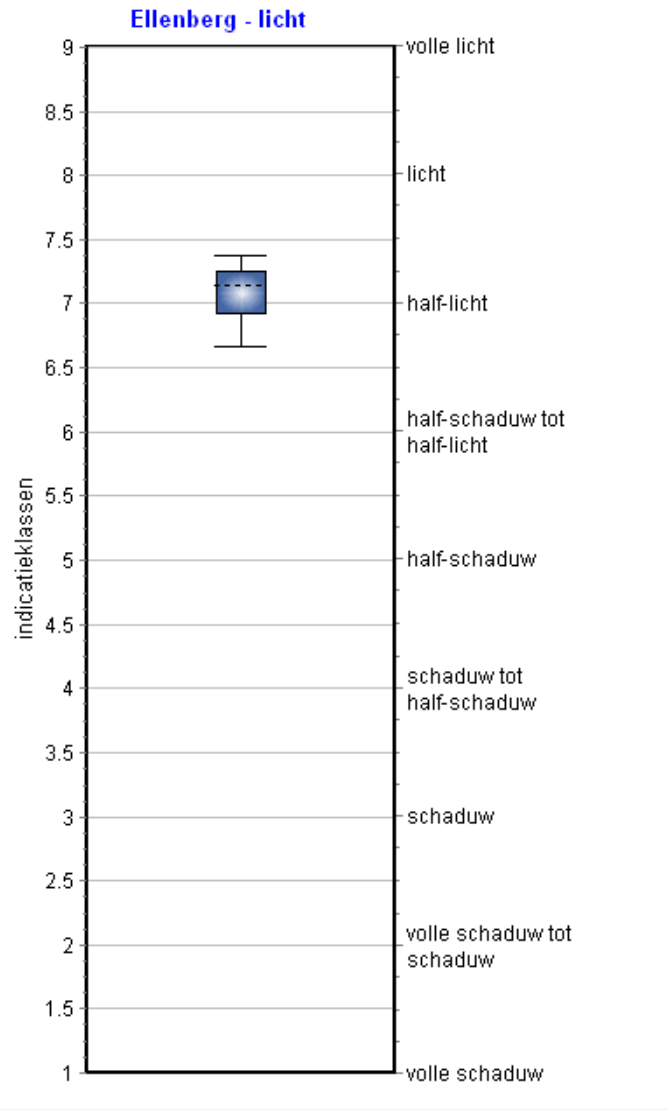 Ellenberg - licht
9
8.5
8
7.5
7
6.5
6
5.5
5
4.5
4
3.5
3
2.5
2
1.5
1
indicatieklassen
volle licht
licht
half-licht
half-schaduw tot
half-licht
half-schaduw
schaduw tot
half-schaduw
schaduw
volle schaduw tot
schaduw
volle schaduw